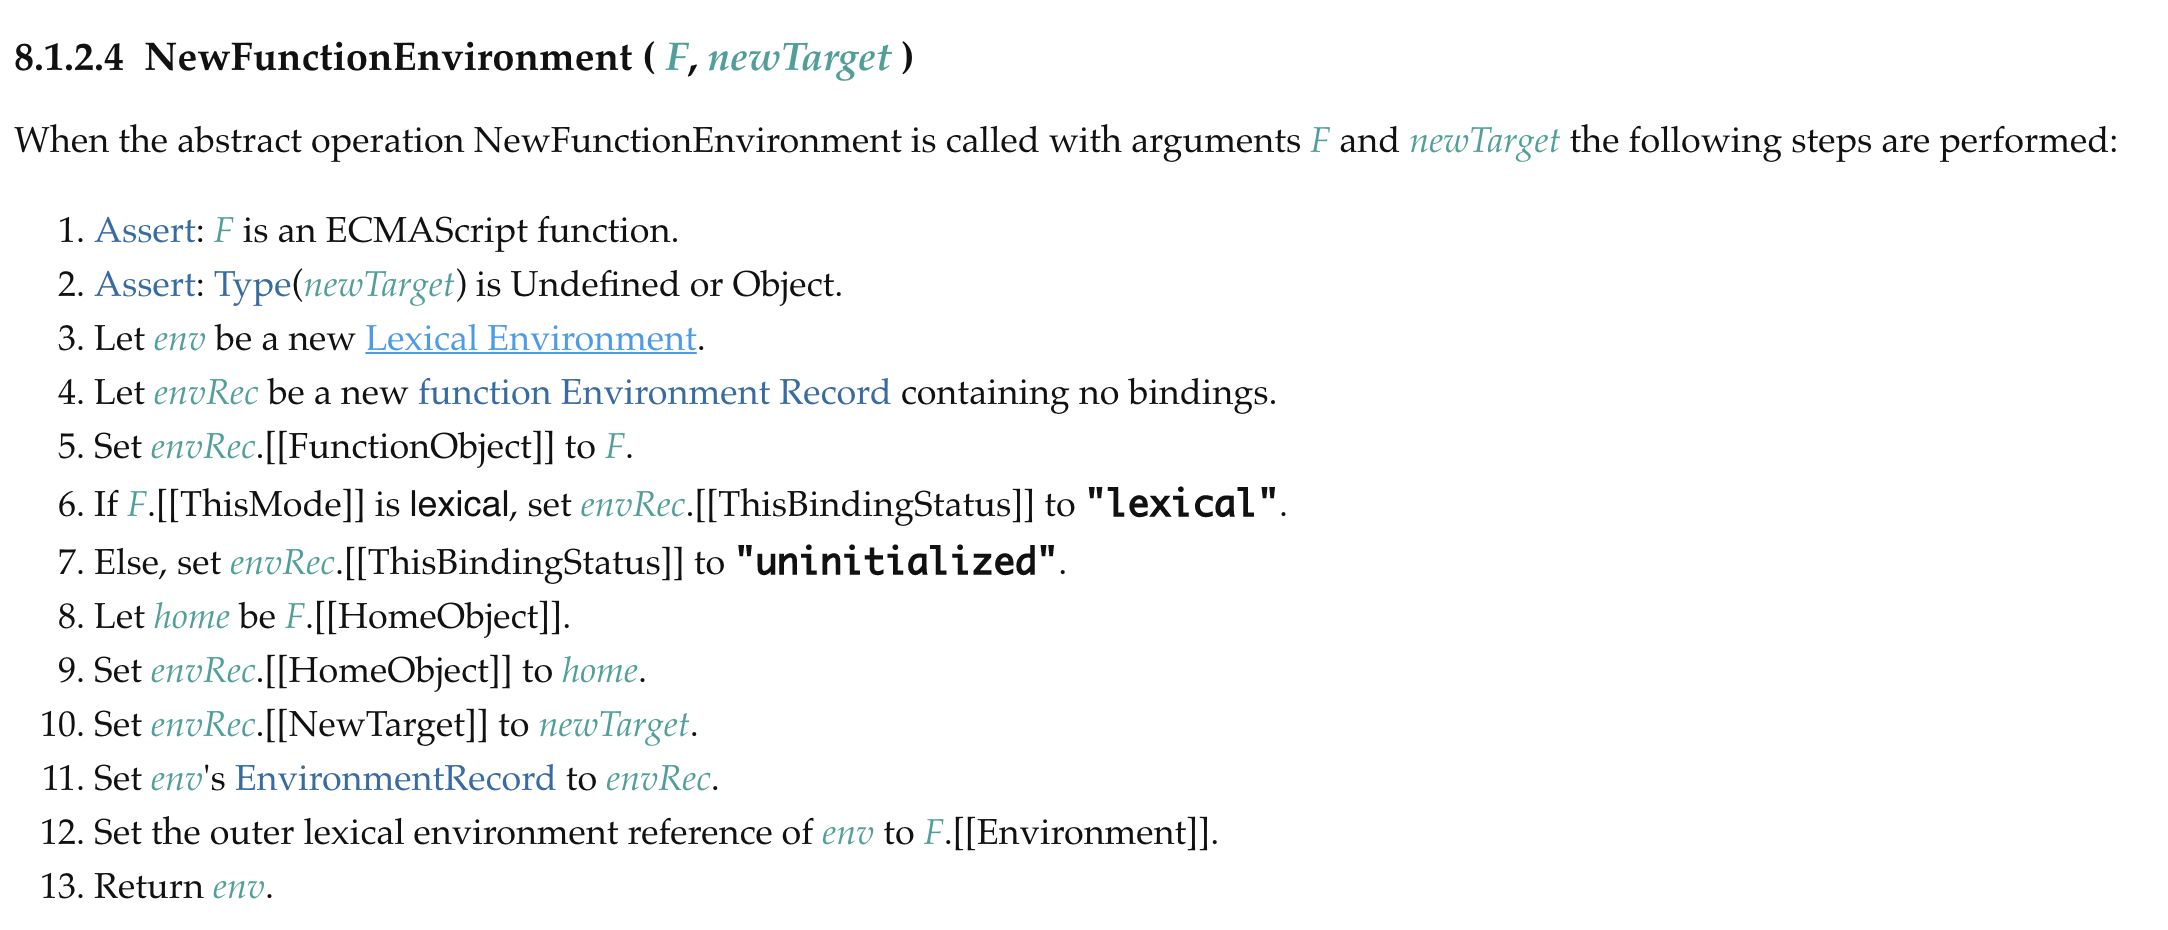 8.1.2.4 NewFunctionEnvironment ( F, newTarget )
When the abstract operation NewFunctionEnvironment is called with arguments F and newTarget the following steps are performed:
1. Assert: F is an ECMAScript function.
2. Assert: Type(newTarget) is Undefined or Object.
3. Let env be a new Lexical Environment.
4. Let envRec be a new function Environment Record containing no bindings.
5. Set envRec.[[FunctionObject]] to F.
6. If F.[[ThisMode]] is lexical, set envRec.[[ThisBindingStatus]] to "lexical".
7. Else, set envRec.[[ThisBindingStatus]] to "uninitialized".
8. Let home be F.[[HomeObject]].
9. Set envRec.[[HomeObject]] to home.
10. Set envRec.[[NewTarget]] to newTarget.
11. Set env's EnvironmentRecord to envRec.
12. Set the outer lexical environment reference of env to F.[[Environment]].
13. Return env.